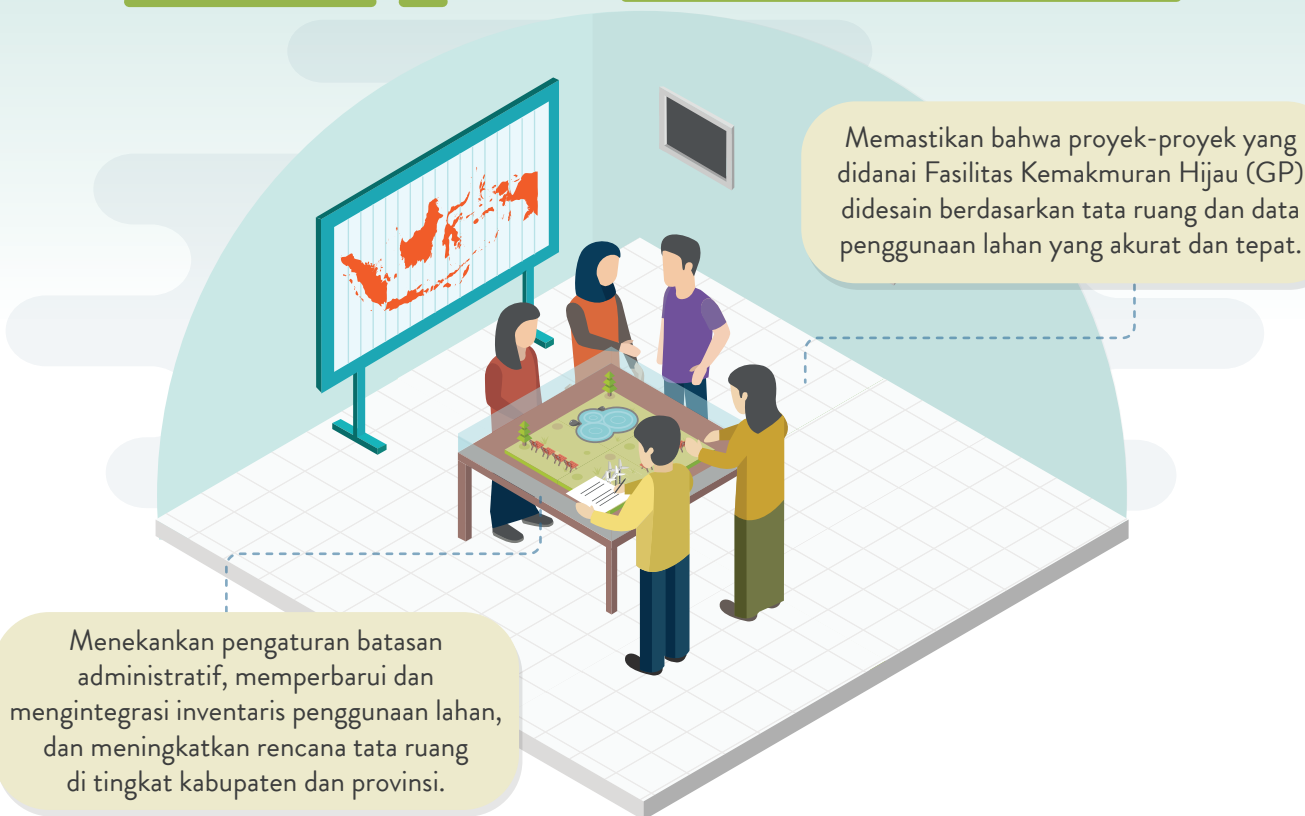 Memastikan bahwa proyek-proyek yang
didanai Fasilitas Kemakmuran Hijau (GP)
didesain berdasarkan tata ruang dan data
penggunaan lahan yang akurat dan tepat.
Menekankan pengaturan batasan
administratif, memperbarui dan
mengintegrasi inventaris penggunaan lahan,
dan meningkatkan rencana tata ruang
di tingkat kabupaten dan provinsi.